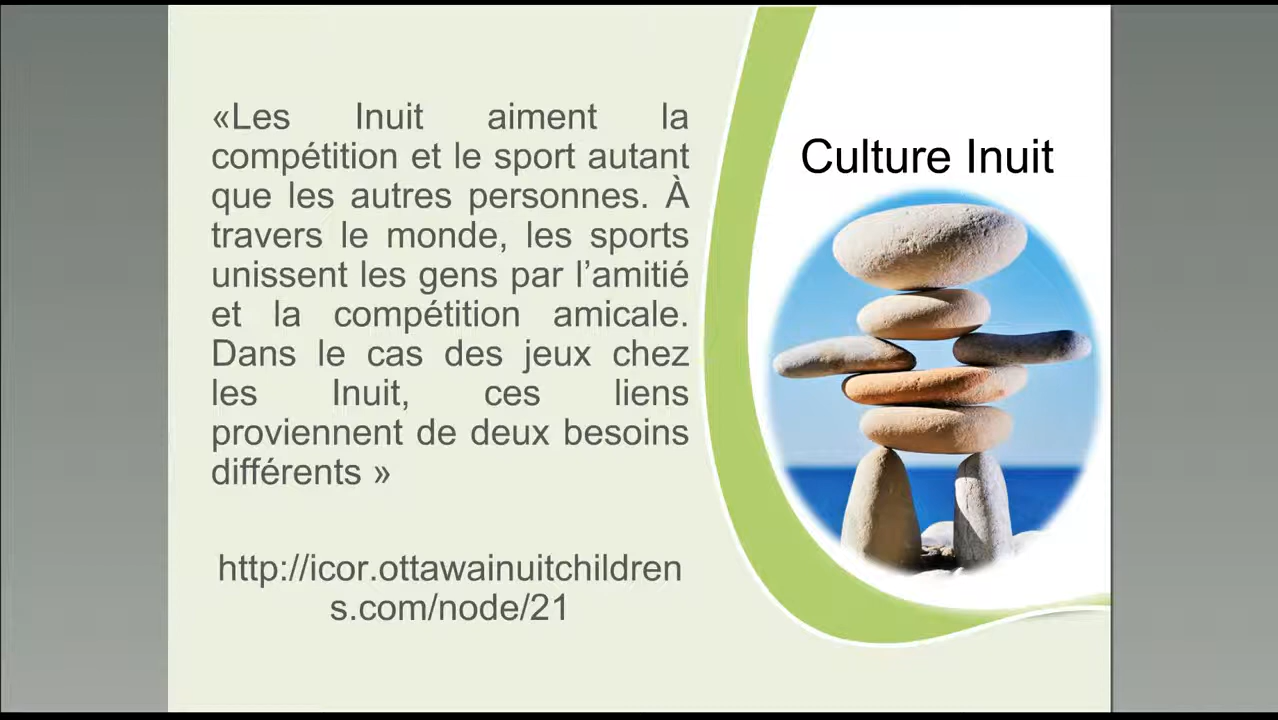 «Les Inuit aiment la
compétition et le sport autant
que les autres personnes. À
travers le monde, les sports
unissent les gens par l’amitié
et la compétition amicale.
Dans le cas des jeux chez
les Inuit, ces liens
proviennent de deux besoins
différents »
http://icor.ottawainuitchildren
s.com/node/21
Culture Inuit